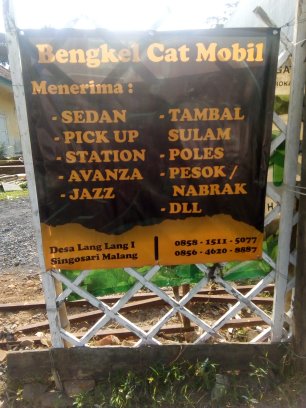 Bengkel Cat Mobil
Menerima :
- SEDAN
- PICK UP
- STATION
- AVANZA
- JAZZ
- TAMBAL
SULAM
- POLES
- PESOK /
NABRAK
- DLL
Desa Lang Lang I
Singosari Malang
0858 - 1511 - 5077
0856 - 4620 - 8887